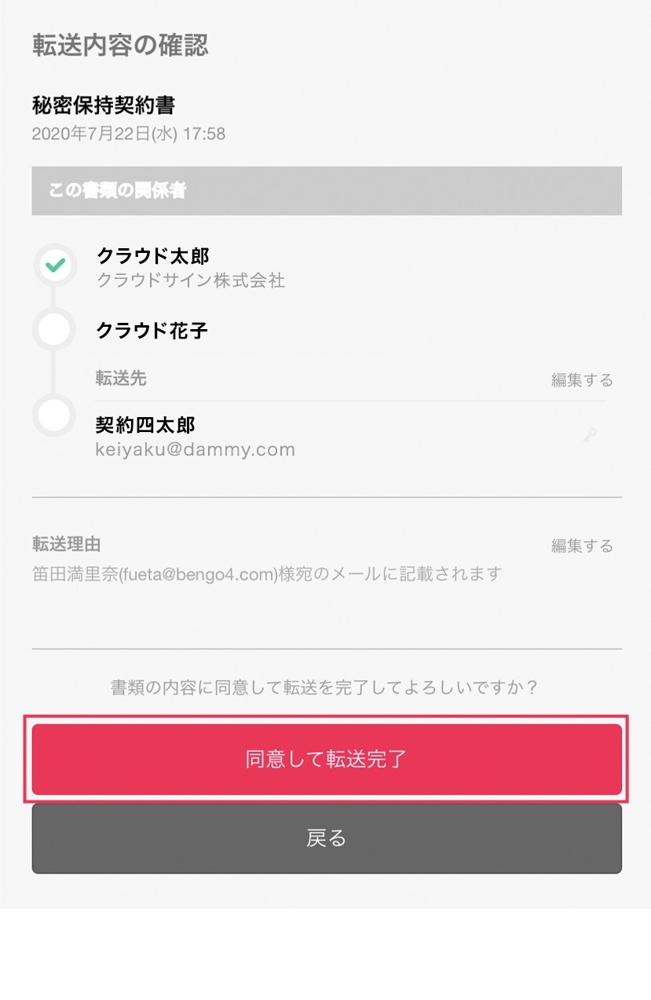 転送内容の確認
秘密保持契約書
2020年7月22日(水) 17:58
この書類の関係者
クラウド太郎
クラウドサイン株式会社
クラウド花子
転送先
編集する
契約四太郎
keiyaku@dammy.com
転送理由
編集する
笛田満里奈(fueta@bengo4.com)様宛のメールに記載されます
書類の内容に同意して転送を完了してよろしいですか？
同意して転送完了
戻る